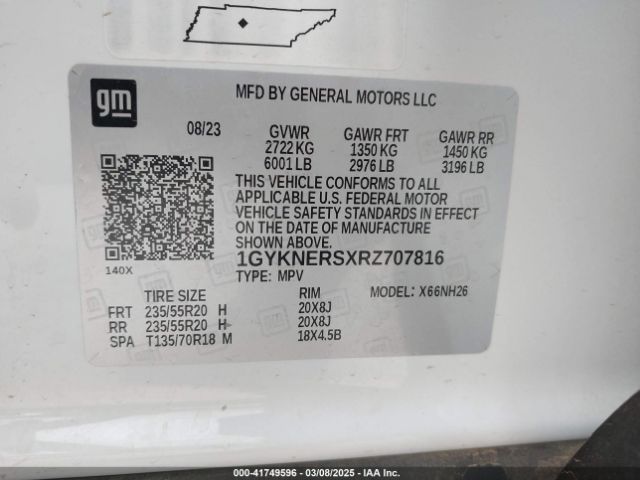 gm
MFD BY GENERAL MOTORS LLC
08/23 GVWR GAWR FRT GAWR RR
2722 KG 1350 KG 1450 KG
6001 LB 2976 LB 3196 LB
THIS VEHICLE CONFORMS TO ALL
APPLICABLE U.S. FEDERAL MOTOR
VEHICLE SAFETY STANDARDS IN EFFECT
ON THE DATE OF MANUFACTURE
SHOWN ABOVE.
1GYKNERSXRZ707816
140X
TYPE: MPV MODEL: X66NH26
TIRE SIZE RIM
FRT 235/55R20 H 20X8J
RR 235/55R20 H 20X8J
SPA T135/70R18 M 18X4.5B
000-41749596 - 03/08/2025 - IAA Inc.